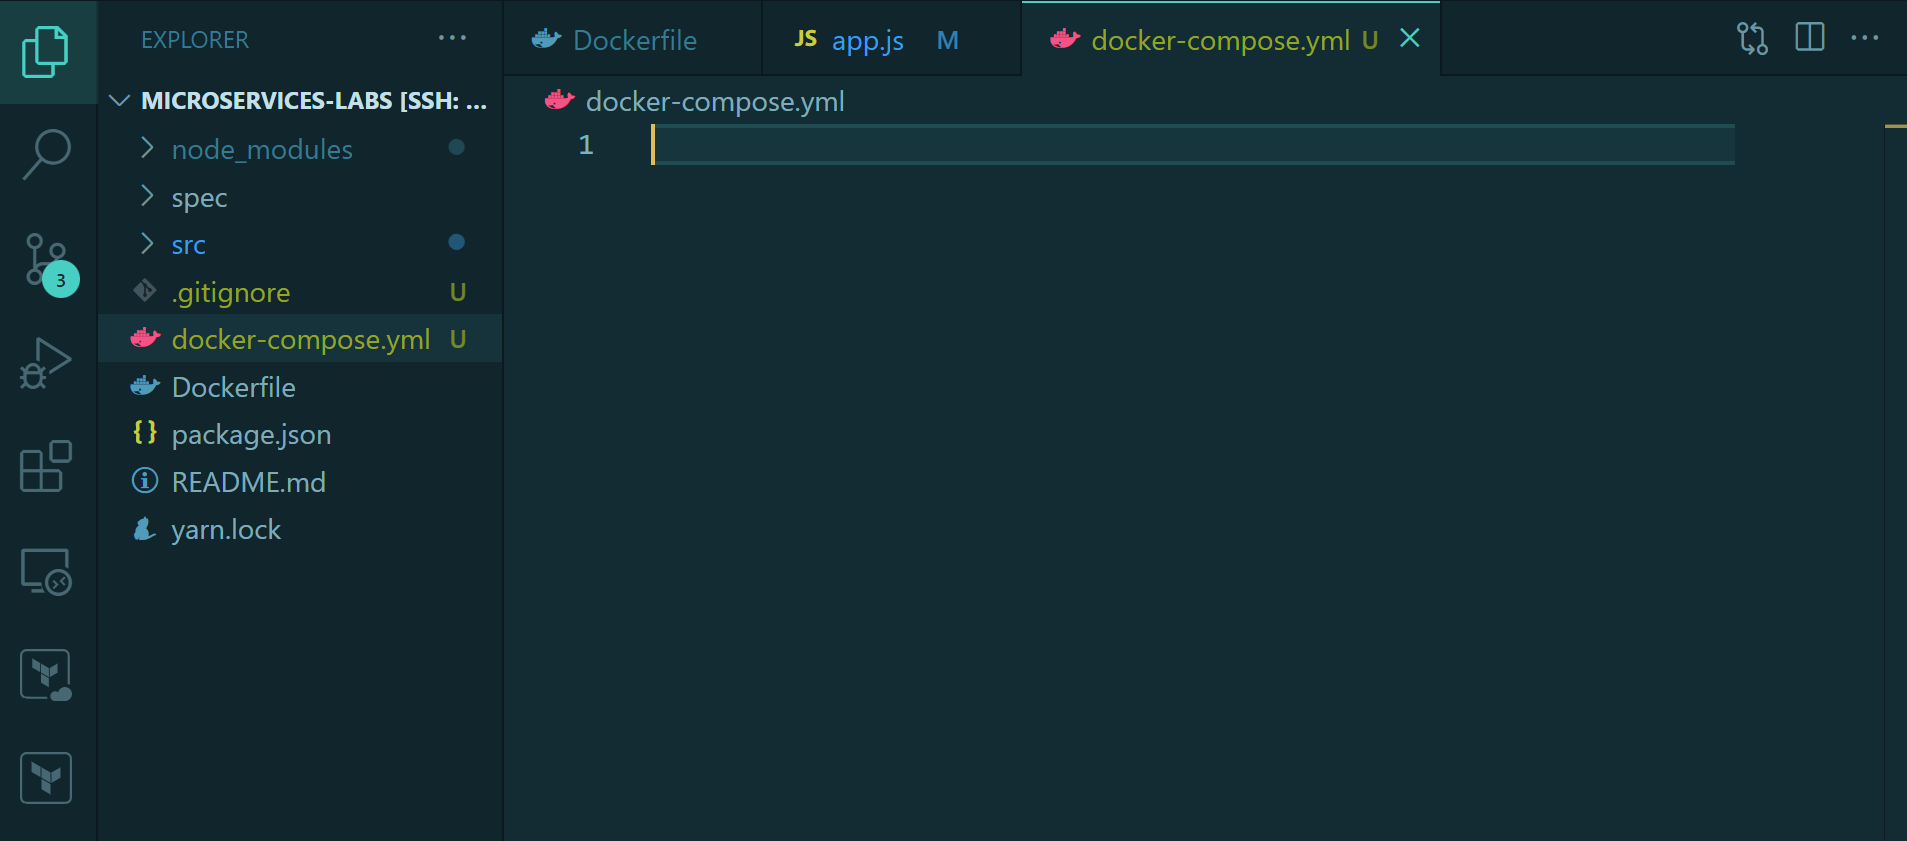 EXPLORER
MICROSERVICES-LABS [SSH: ...
node_modules
spec
src
.gitignore U
docker-compose.yml U
Dockerfile
{} package.json
README.md
yarn.lock
3
Dockerfile
JS app.js M
docker-compose.yml U
docker-compose.yml
1